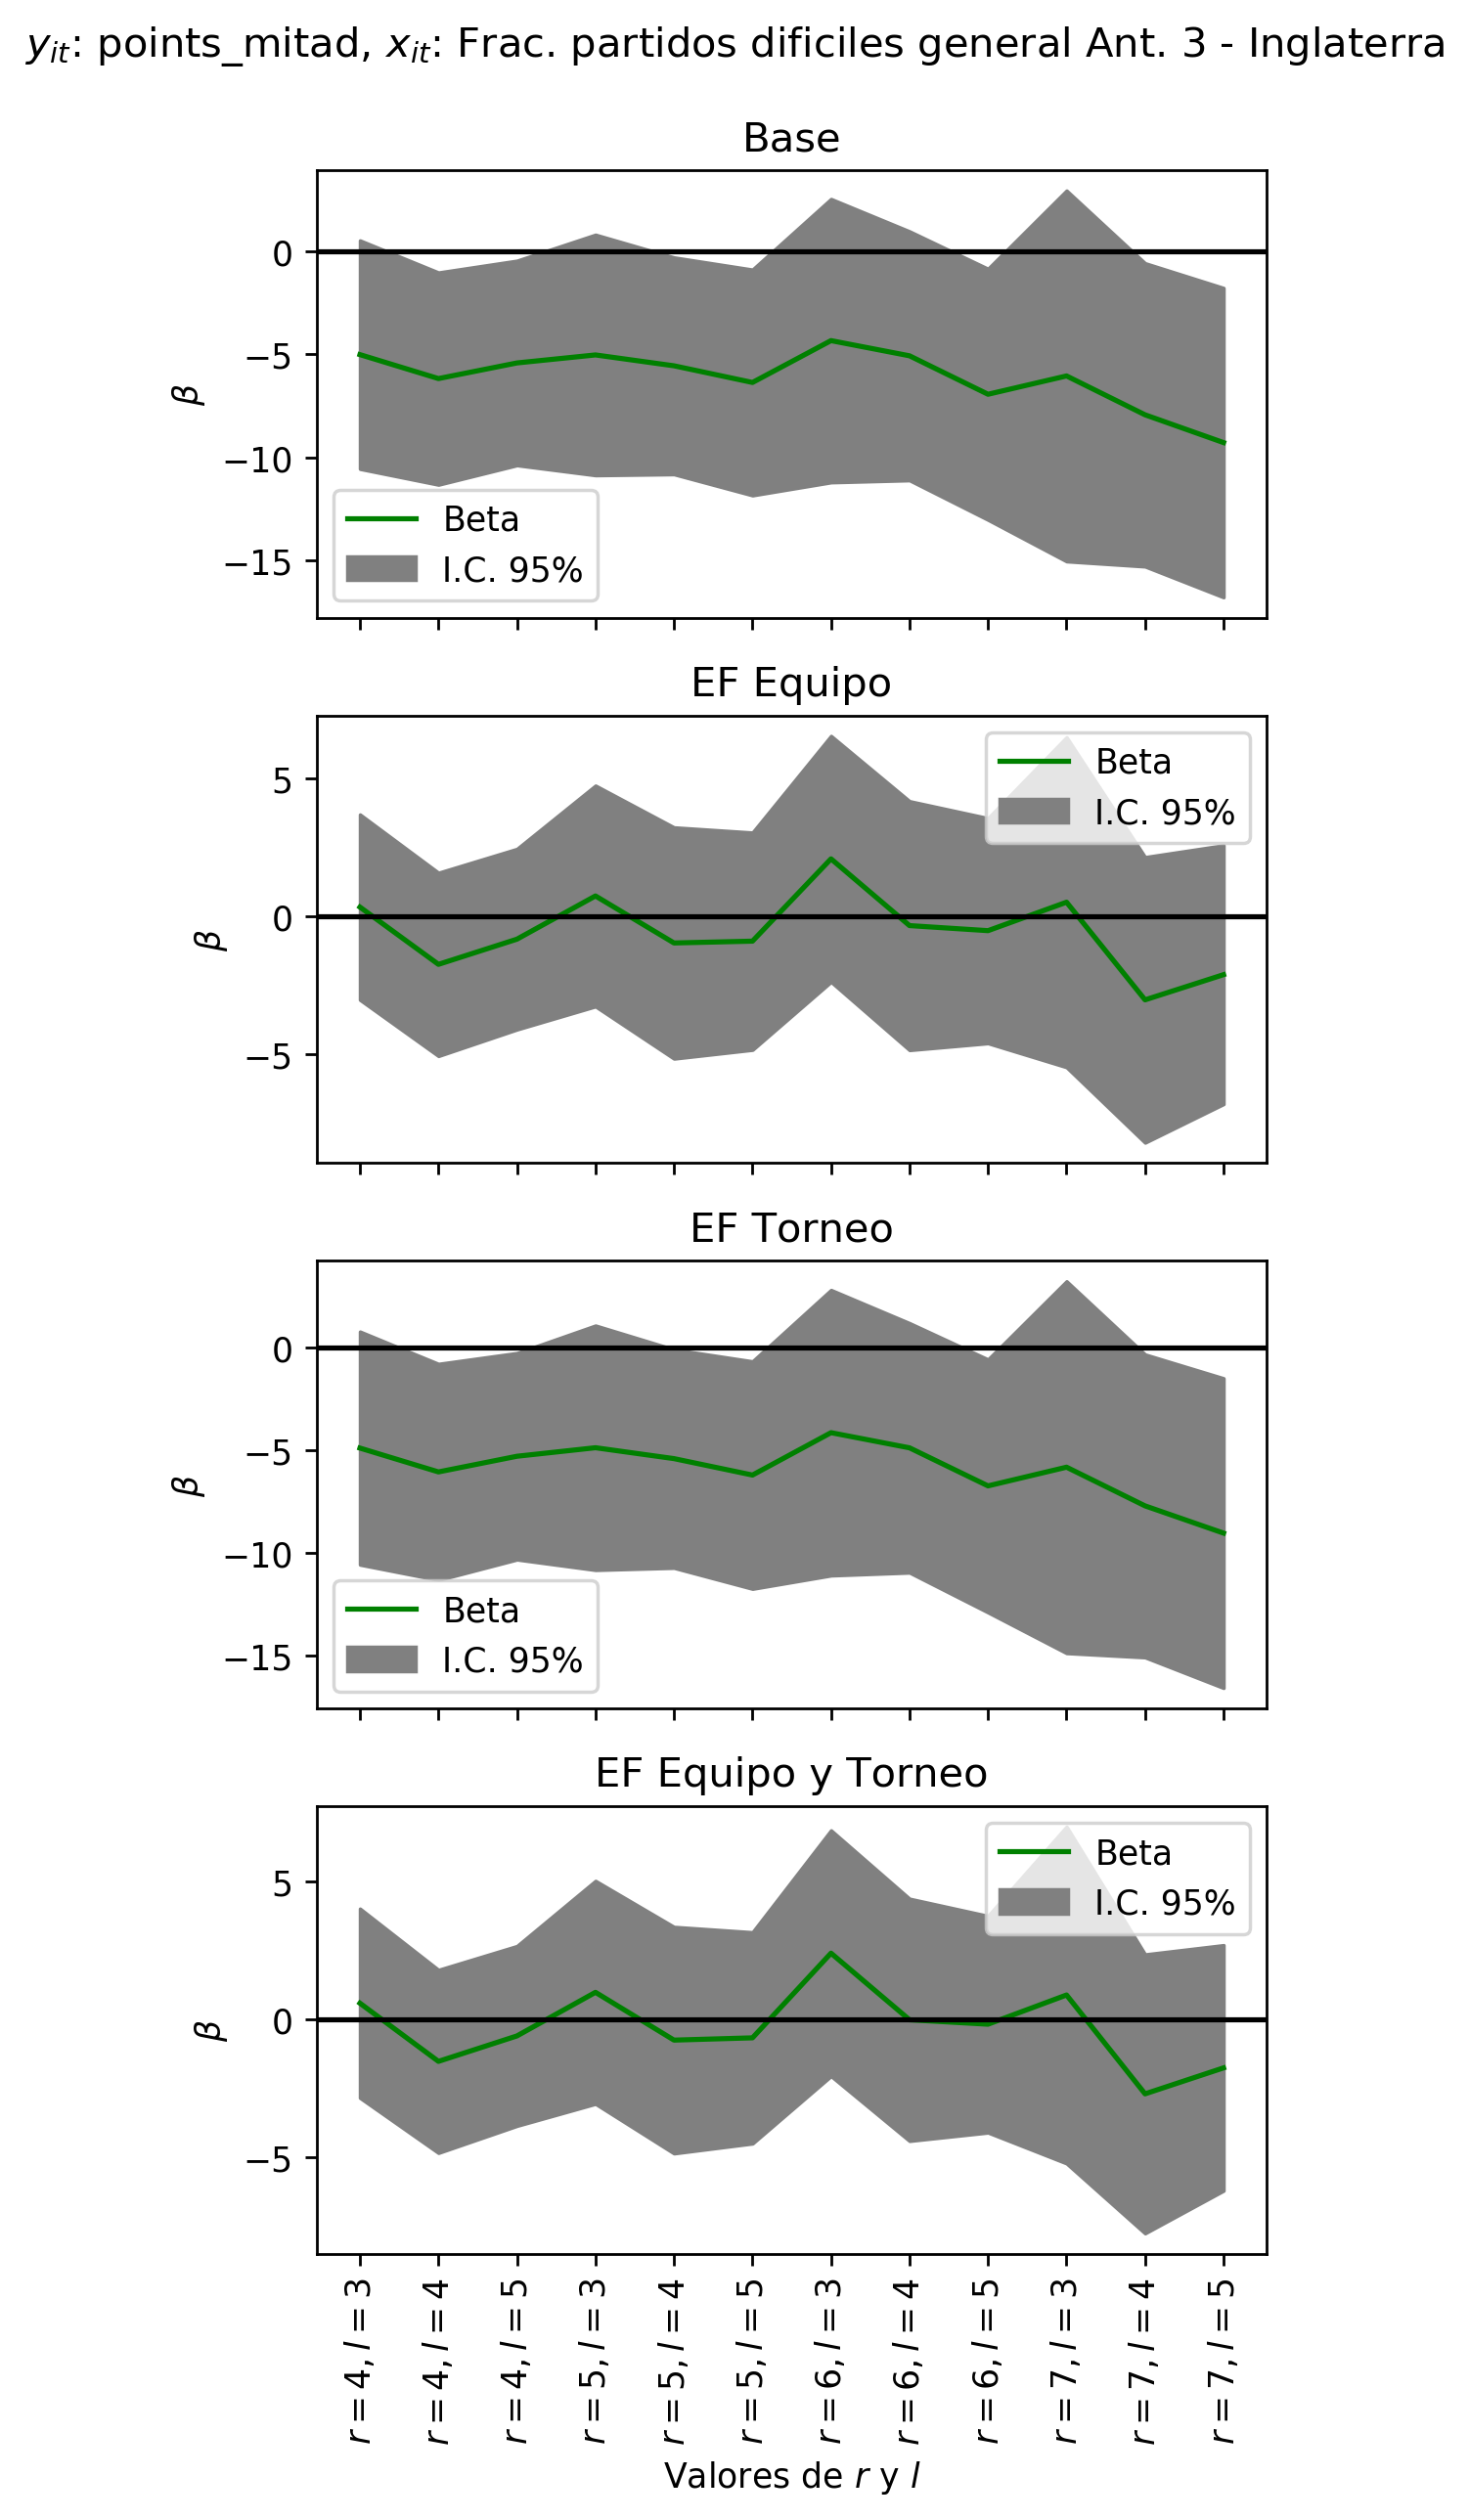 y_it: points_mitad, x_it: Frac. partidos dificiles general Ant. 3 - Inglaterra
Base
0
−5
−10
−15
β
Beta
I.C. 95%
EF Equipo
5
0
−5
β
Beta
I.C. 95%
EF Torneo
0
−5
−10
−15
β
Beta
I.C. 95%
EF Equipo y Torneo
5
0
−5
β
Beta
I.C. 95%
r = 4, l = 3
r = 4, l = 4
r = 4, l = 5
r = 5, l = 3
r = 5, l = 4
r = 5, l = 5
r = 6, l = 3
r = 6, l = 4
r = 6, l = 5
r = 7, l = 3
r = 7, l = 4
r = 7, l = 5
Valores de r y l